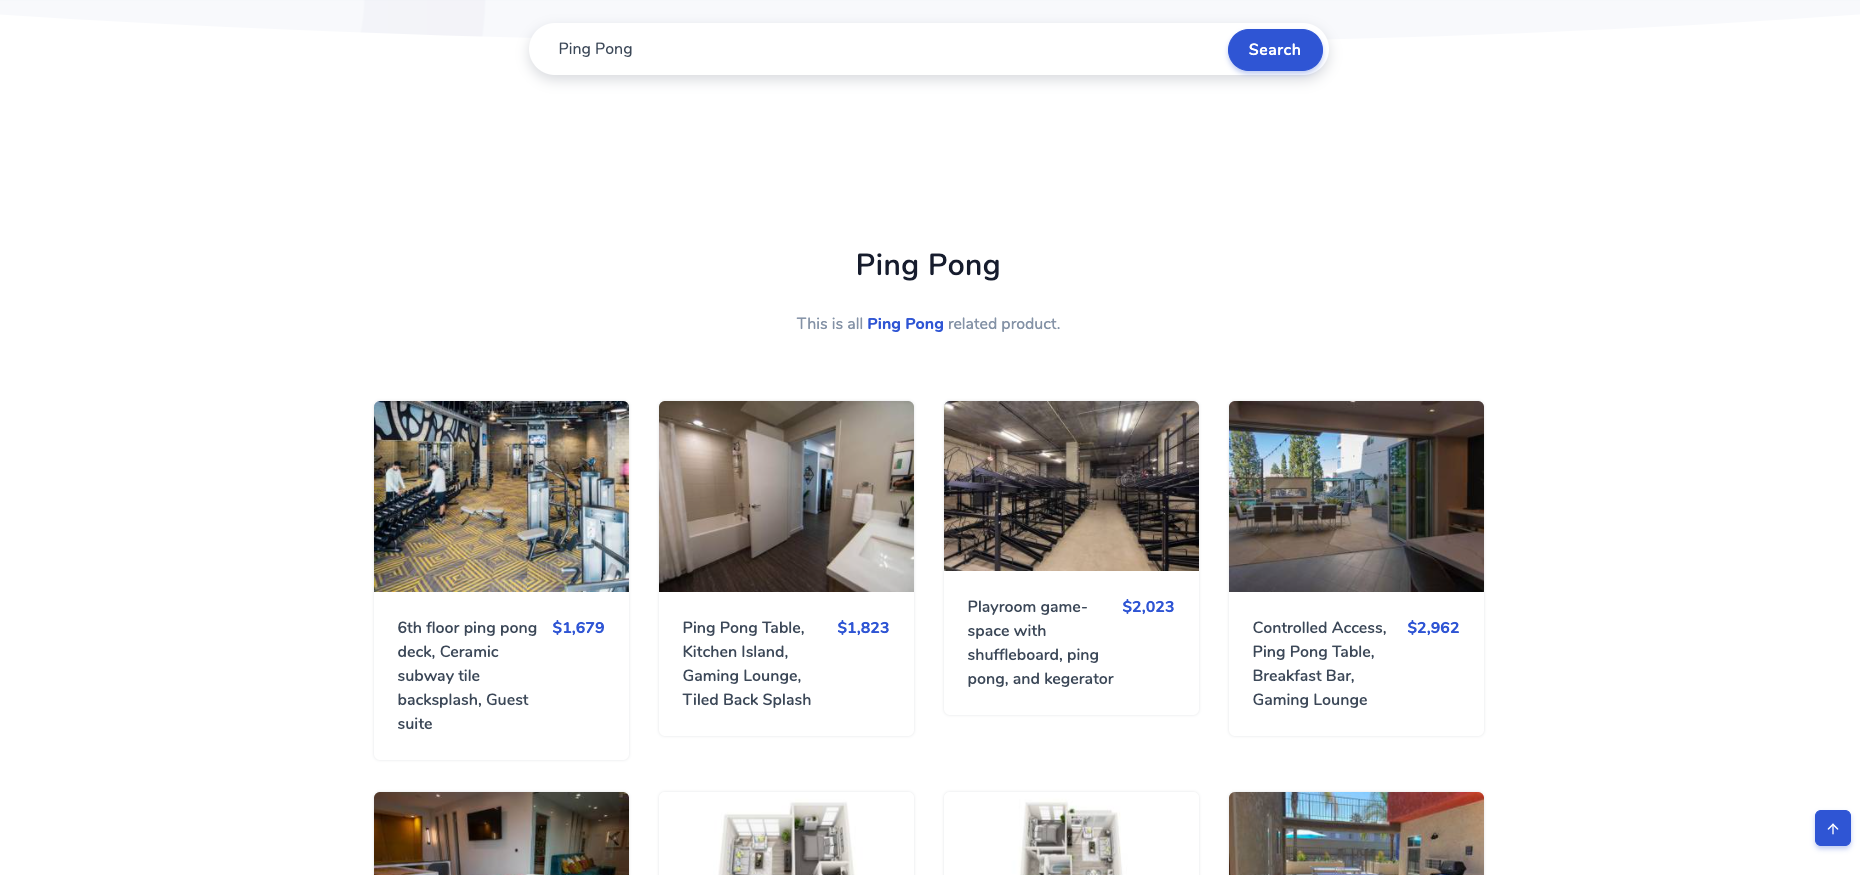 Ping Pong
Search
Ping Pong
This is all Ping Pong related product.
6th floor ping pong
deck, Ceramic
subway tile
backsplash, Guest
suite
$1,679
Ping Pong Table,
Kitchen Island,
Gaming Lounge,
Tiled Back Splash
$1,823
Playroom game-
space with
shuffleboard, ping
pong, and kegerator
$2,023
Controlled Access,
Ping Pong Table,
Breakfast Bar,
Gaming Lounge
$2,962